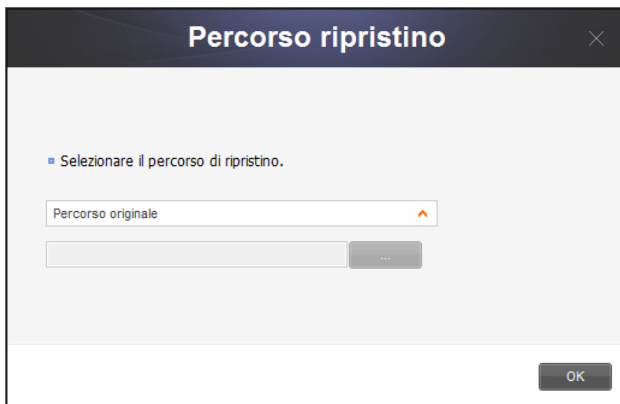 Percorso ripristino
Selezionare il percorso di ripristino.
Percorso originale
...
OK